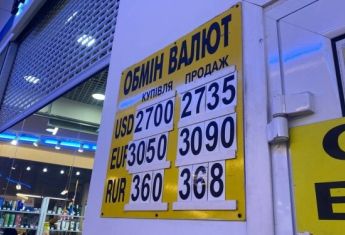 ОБМІН ВАЛЮТ
КУПІВЛЯ ПРОДАЖ
USD 2700 2735
EUR 3050 3090
RUR 360 368